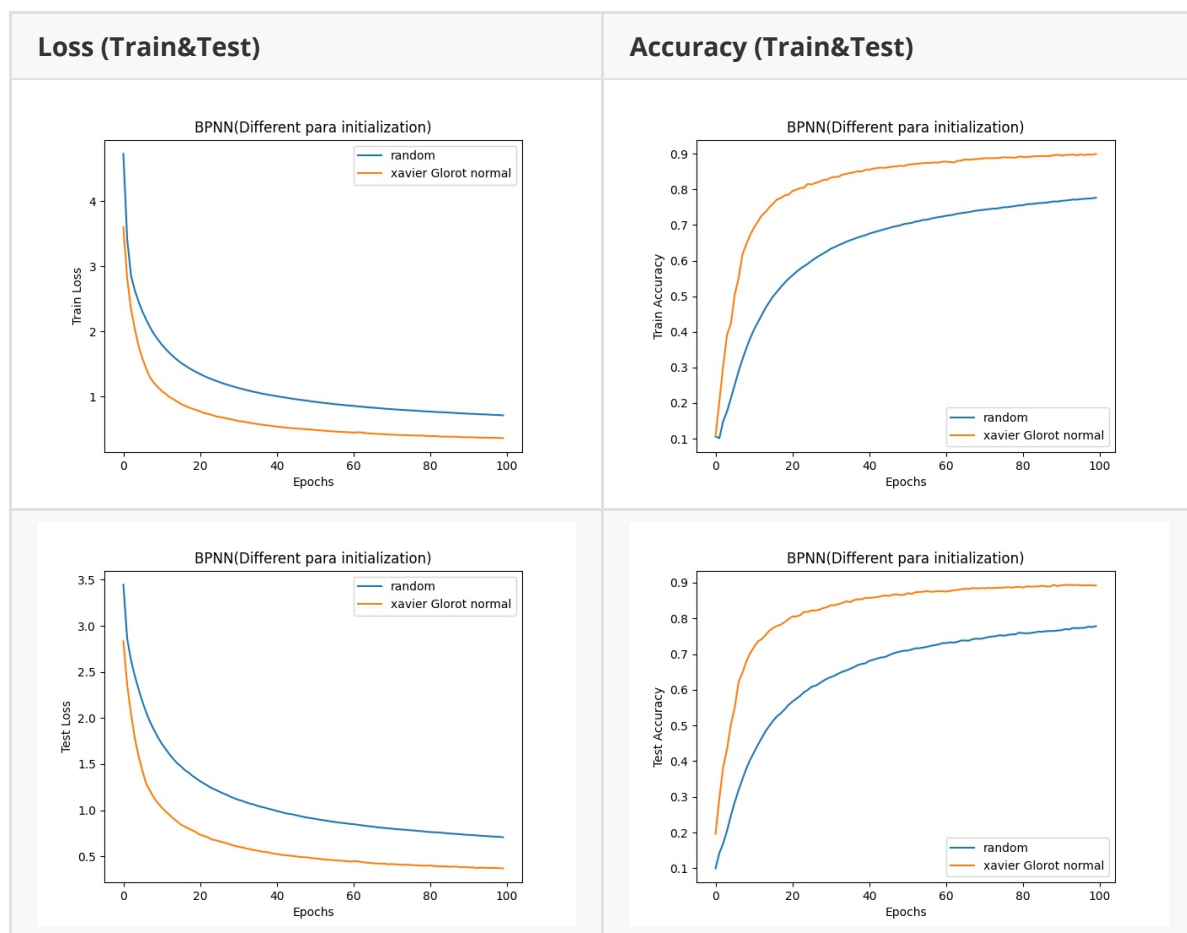 Loss (Train&Test)
Accuracy (Train&Test)
BPNN(Different para initialization)
random
xavier Glorot normal
4
3
2
1
Train Loss
0 20 40 60 80 100
Epochs
BPNN(Different para initialization)
0.9
0.8
0.7
0.6
0.5
0.4
0.3
0.2
0.1
Train Accuracy
random
xavier Glorot normal
0 20 40 60 80 100
Epochs
BPNN(Different para initialization)
random
xavier Glorot normal
3.5
3.0
2.5
2.0
1.5
1.0
0.5
Test Loss
0 20 40 60 80 100
Epochs
BPNN(Different para initialization)
0.9
0.8
0.7
0.6
0.5
0.4
0.3
0.2
0.1
Test Accuracy
random
xavier Glorot normal
0 20 40 60 80 100
Epochs